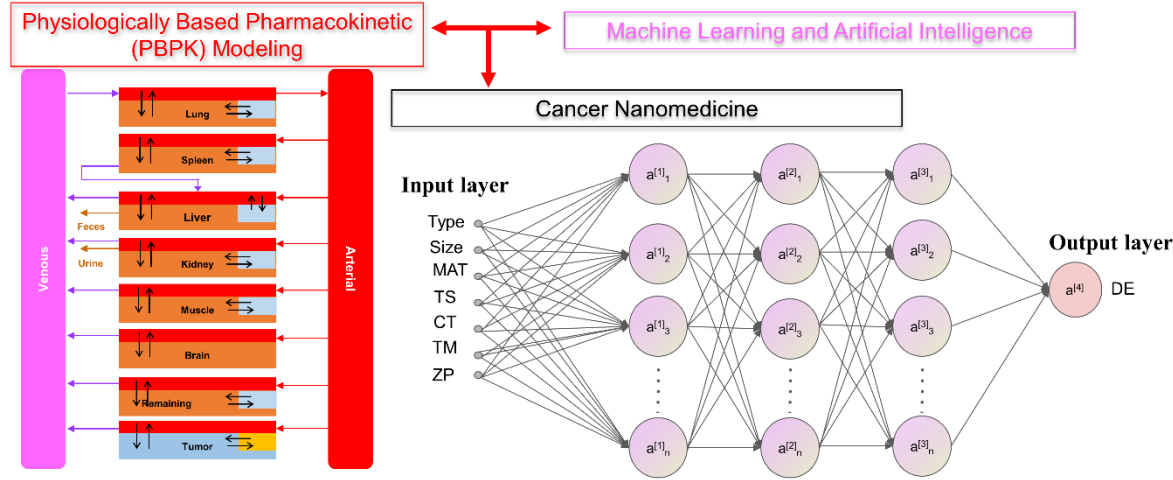 Physiologically Based Pharmacokinetic
(PBPK) Modeling
Machine Learning and Artificial Intelligence
Cancer Nanomedicine
Venous
Arterial
Lung
Spleen
Liver
Feces
Kidney
Urine
Muscle
Brain
Remaining
Tumor
Input layer
Type
Size
MAT
TS
CT
TM
ZP
a[1]1
a[2]1
a[3]1
a[1]2
a[2]2
a[3]2
a[1]3
a[2]3
a[3]3
a[1]n
a[2]n
a[3]n
Output layer
a[4]
DE